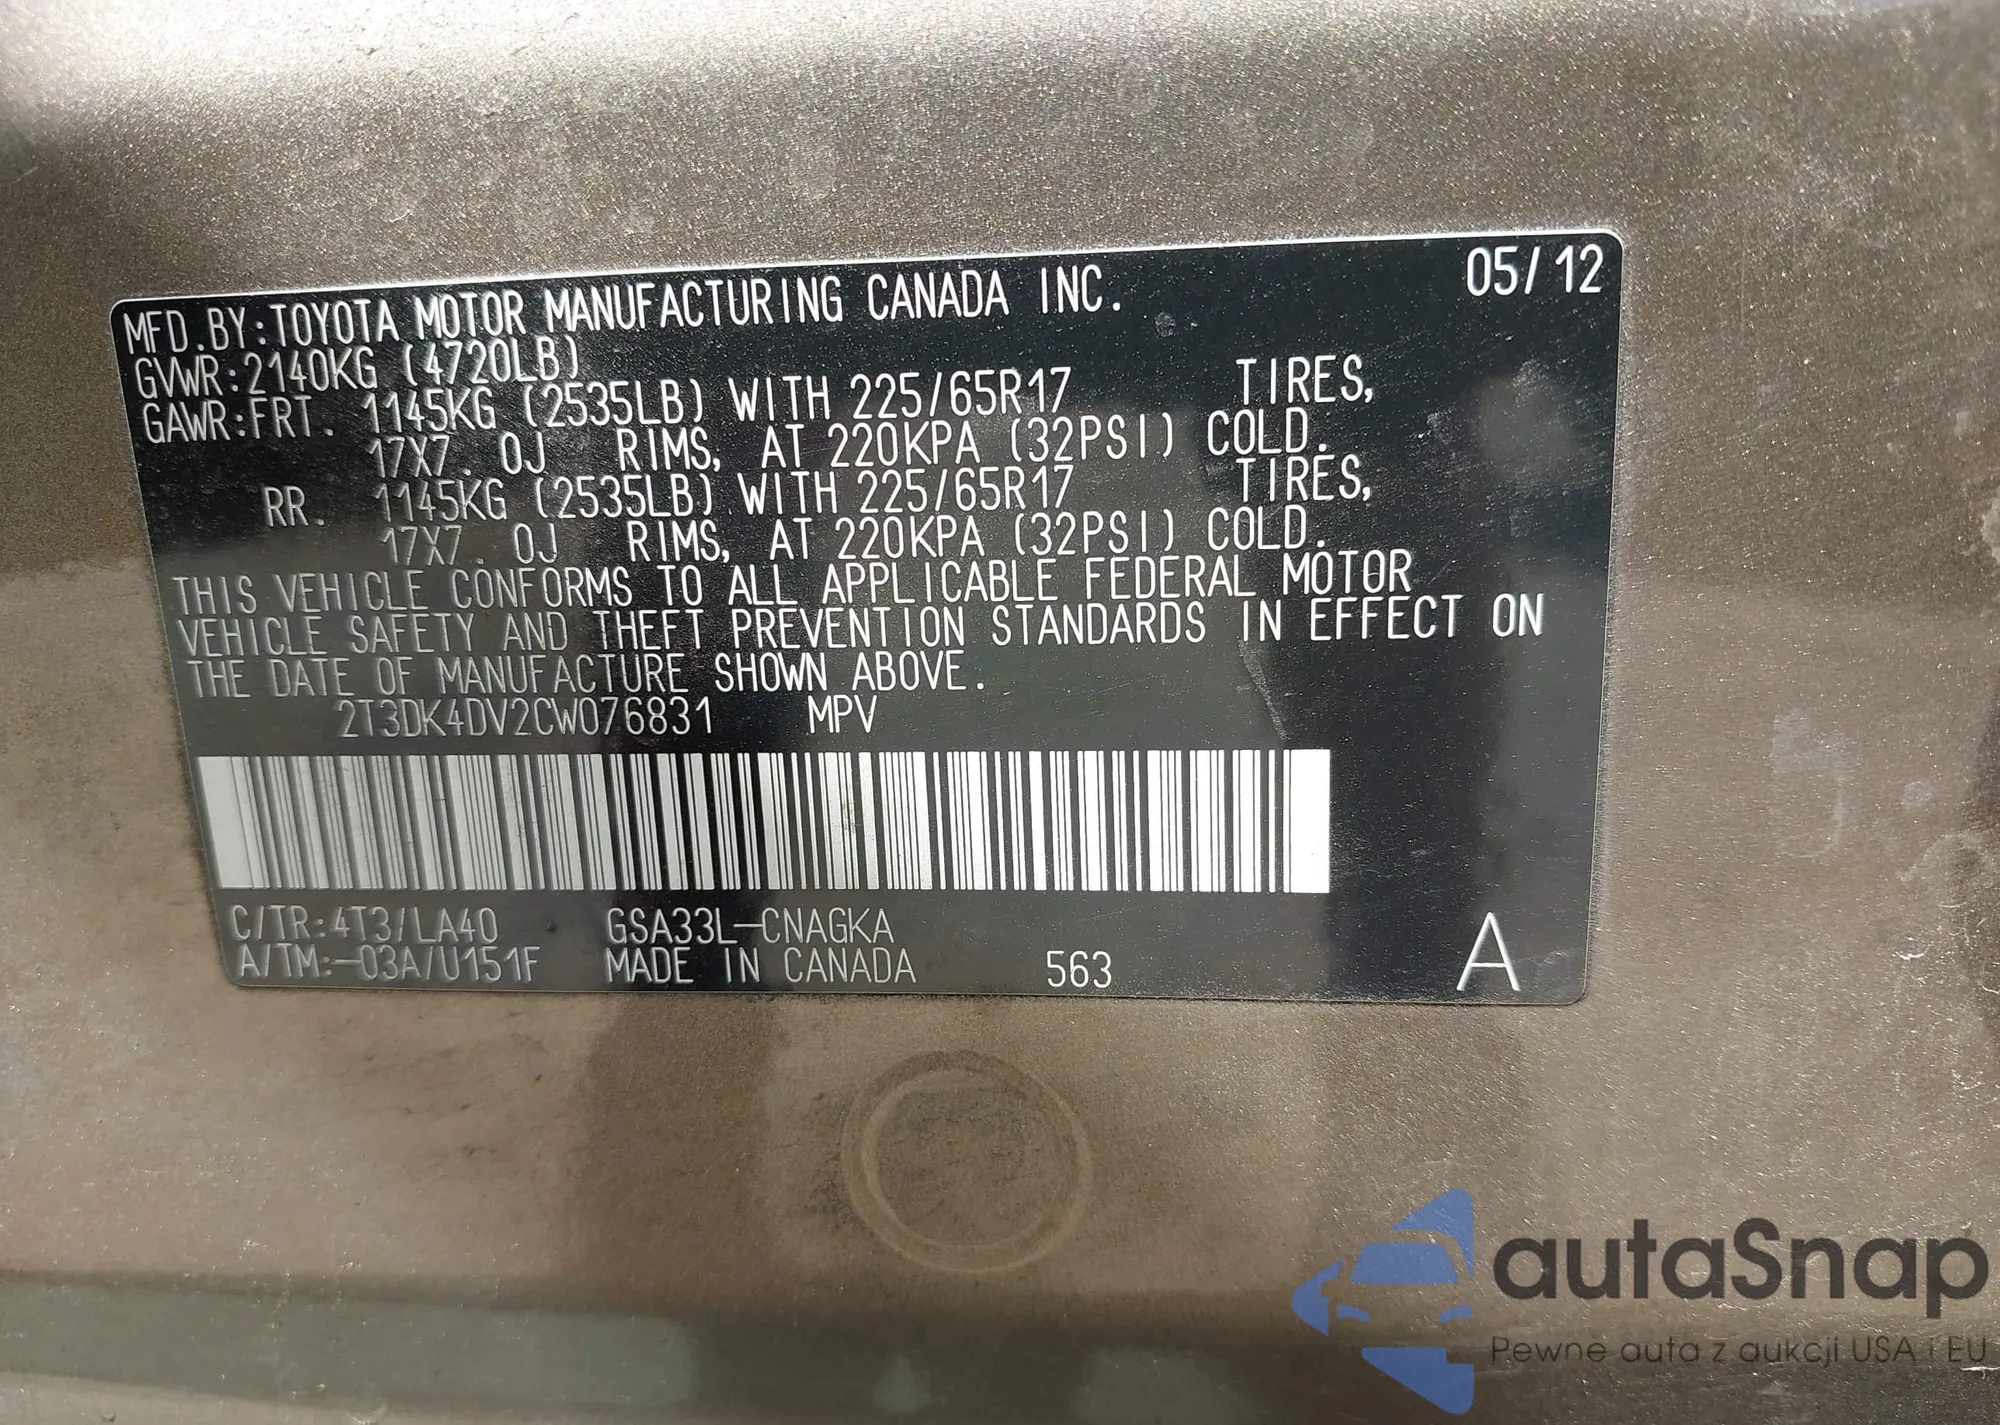 MFD.BY:TOYOTA MOTOR MANUFACTURING CANADA INC. 05/12
GVWR:2140KG (4720LB)
GAWR:FRT. 1145KG (2535LB) WITH 225/65R17 TIRES,
17X7.0J RIMS, AT 220KPA (32PSI) COLD.
RR. 1145KG (2535LB) WITH 225/65R17 TIRES,
17X7.0J RIMS, AT 220KPA (32PSI) COLD.
THIS VEHICLE CONFORMS TO ALL APPLICABLE FEDERAL MOTOR
VEHICLE SAFETY AND THEFT PREVENTION STANDARDS IN EFFECT ON
THE DATE OF MANUFACTURE SHOWN ABOVE.
2T3DK4DV2CW076831 MPV
C/TR:4T3/LA40 GSA33L-CNAGKA
A/TM:-03A/U151F MADE IN CANADA 563 A
autaSnap
Pewne auta z aukcji USA i EU